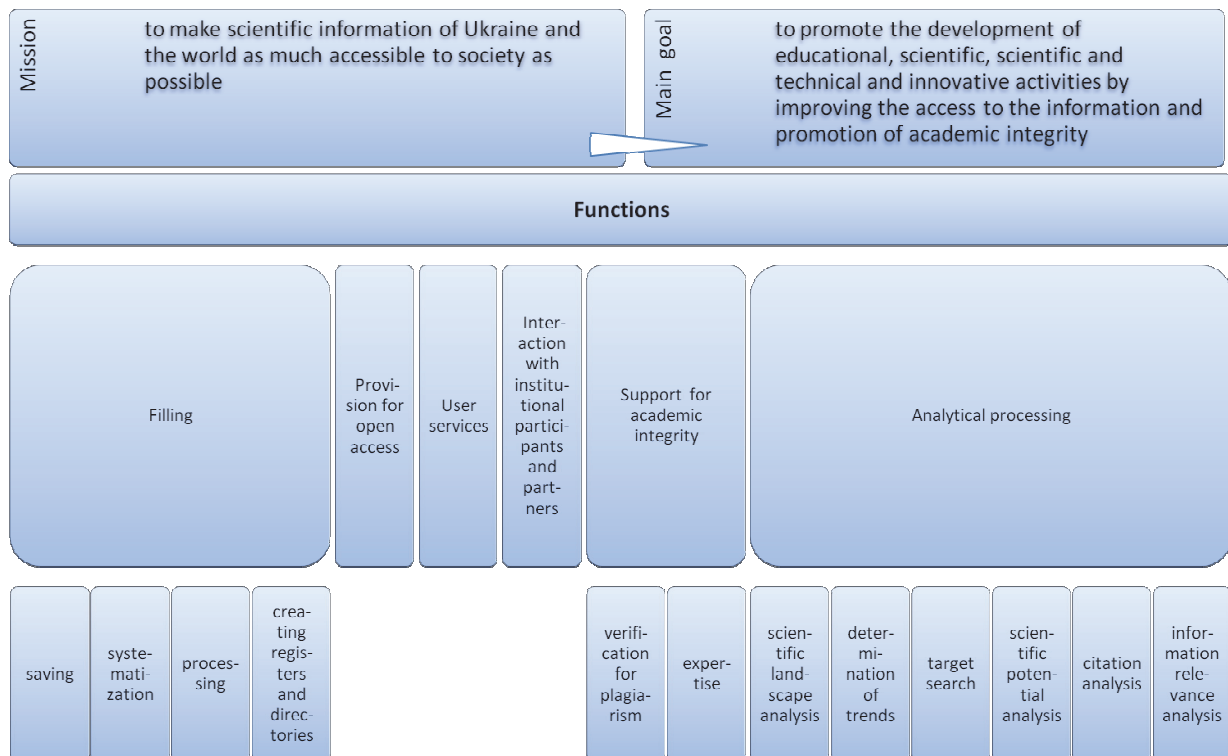 Mission
to make scientific information of Ukraine and
the world as much accessible to society as
possible
Main goal
to promote the development of
educational, scientific, scientific and
technical and innovative activities by
improving the access to the information and
promotion of academic integrity
Functions
Filling
Provi-
sion for
open
access
User
services
Inter-
action
with
institu-
tional
partici-
pants
and
part-
ners
Support for
academic
integrity
Analytical processing
saving
syste-
mati-
zation
proces-
sing
crea-
ting
regis-
ters
and
direc-
tories
verifi-
cation
for
plagia-
rism
exper-
tise
scien-
tific
land-
scape
analysis
deter-
mi-
nation
of
trends
target
search
scien-
tific
poten-
tial
analysis
citation
analysis
infor-
mation
rele-
vance
analysis